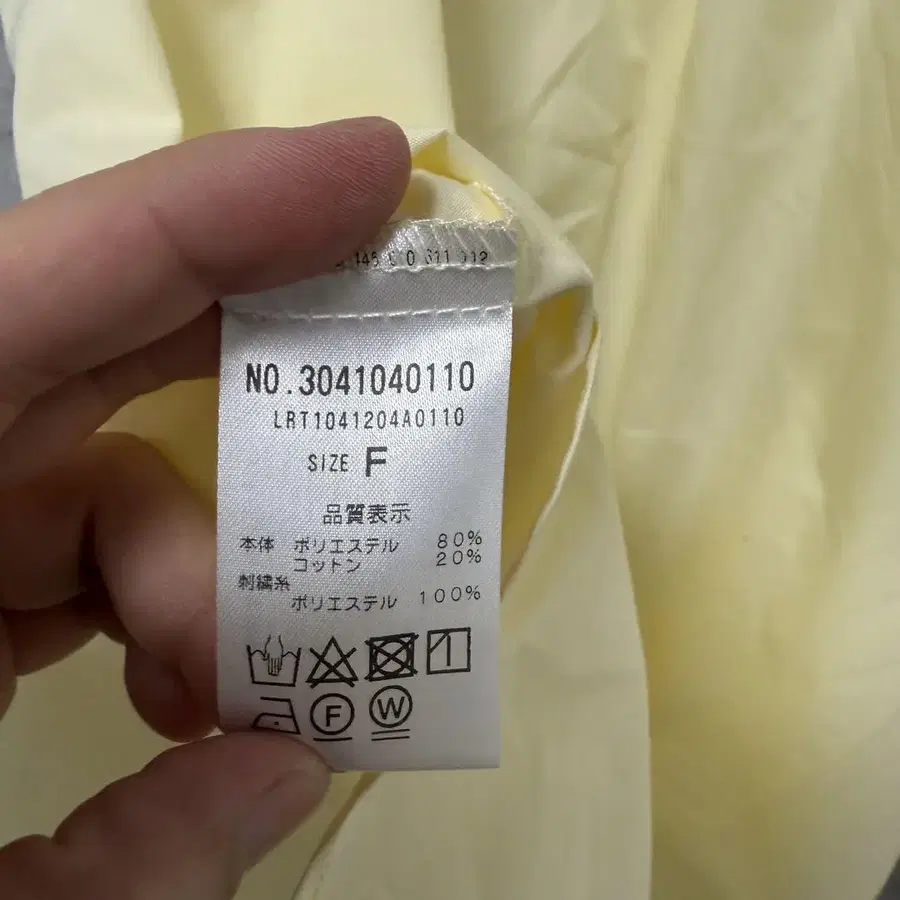 NO.3041040110
LRT1041204A0110
SIZE F
品質表示
本体 ポリエステル 80%
コットン 20%
刺繍糸
ポリエステル 100%
F W